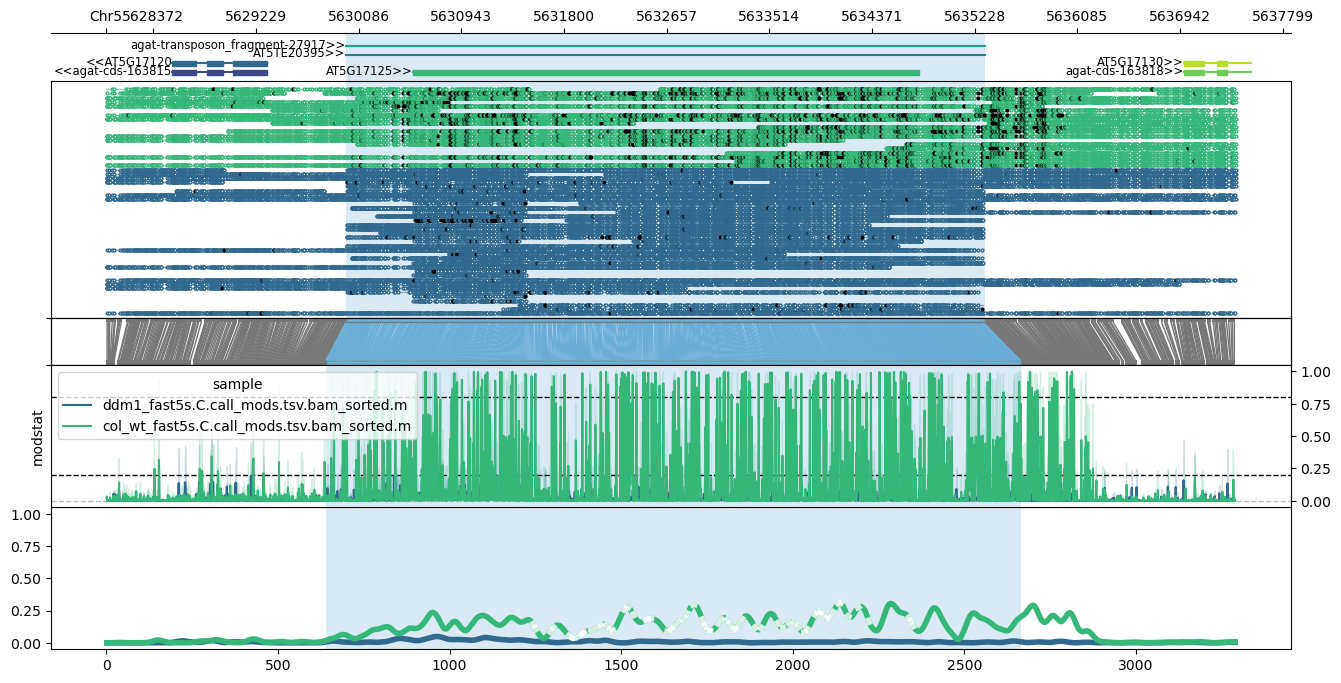 Chr5 5628372 5629229 5630086 5630943 5631800 5632657 5633514 5634371 5635228 5636085 5636942 5637799
agat-transposon_fragment-27917>>
AT5TE20395>>
<<AT5G17120 AT5G17130>>
<<agat-cds-163815 AT5G17125>> agat-cds-163818>>
sample
ddm1_fast5s.C.call_mods.tsv.bam_sorted.m
col_wt_fast5s.C.call_mods.tsv.bam_sorted.m
modstat
1.00
0.75
0.50
0.25
0.00
1.00
0.75
0.50
0.25
0.00
0 500 1000 1500 2000 2500 3000